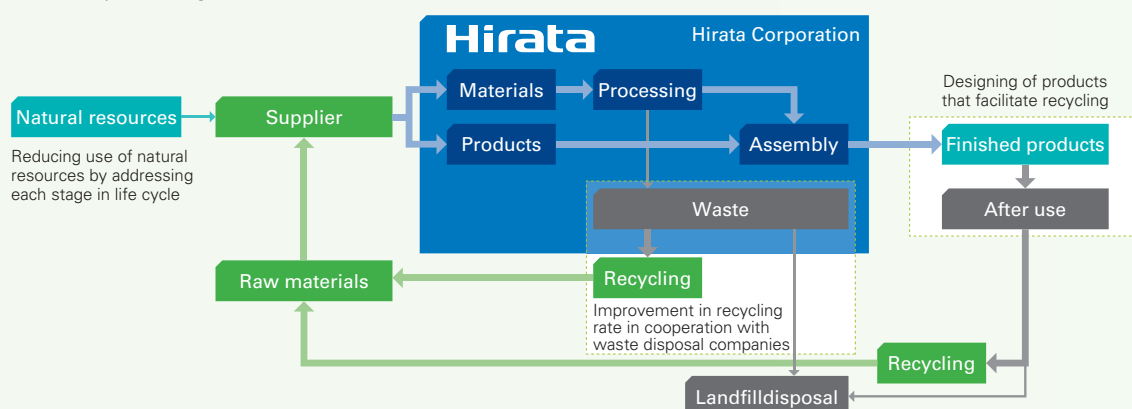 Hirata
Hirata Corporation
Materials
Processing
Designing of products
that facilitate recycling
Natural resources
Supplier
Products
Assembly
Finished products
Reducing use of natural
resources by addressing
each stage in life cycle
Waste
After use
Raw materials
Recycling
Improvement in recycling
rate in cooperation with
waste disposal companies
Recycling
Landfilldisposal